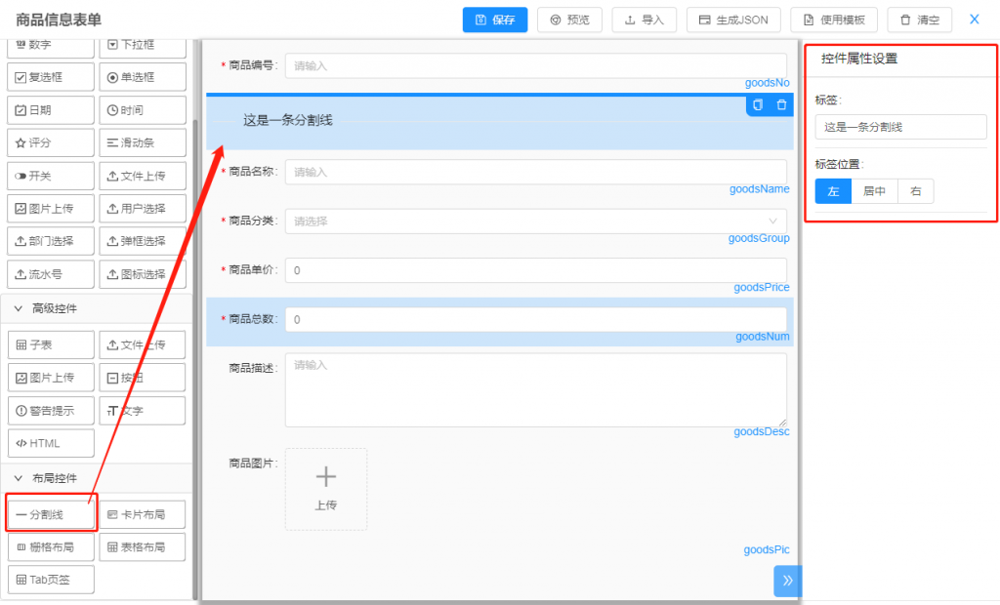 商品信息表单
保存
预览
导入
生成JSON
使用模板
清空
数字
下拉框
复选框
单选框
日期
时间
评分
滑动条
开关
文件上传
图片上传
用户选择
部门选择
弹框选择
流水号
图标选择
高级控件
子表
文件上传
图片上传
按钮
警告提示
文字
HTML
布局控件
分割线
卡片布局
栅格布局
表格布局
Tab页签
* 商品编号:
请输入
goodsNo
这是一条分割线
* 商品名称:
请输入
goodsName
* 商品分类:
请选择
goodsGroup
* 商品单价:
0
goodsPrice
* 商品总数:
0
goodsNum
商品描述:
请输入
goodsDesc
商品图片:
上传
goodsPic
控件属性设置
标签:
这是一条分割线
标签位置:
左
居中
右